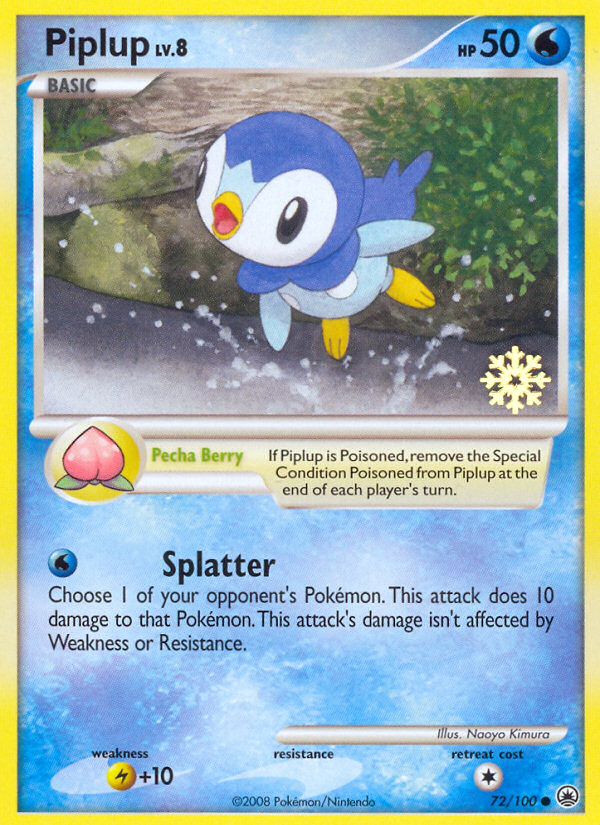 Piplup LV.8
HP 50
BASIC
Pecha Berry
If Piplup is Poisoned, remove the Special
Condition Poisoned from Piplup at the
end of each player's turn.
Splatter
Choose 1 of your opponent's Pokémon. This attack does 10
damage to that Pokémon. This attack's damage isn't affected by
Weakness or Resistance.
Illus. Naoyo Kimura
weakness
resistance
retreat cost
+10
©2008 Pokémon/Nintendo
72/100